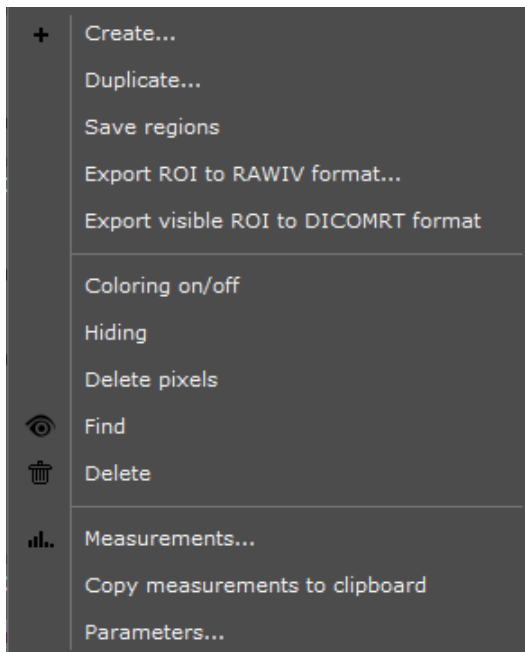 Create...
Duplicate...
Save regions
Export ROI to RAWIV format...
Export visible ROI to DICOMRT format
Coloring on/off
Hiding
Delete pixels
Find
Delete
Measurements...
Copy measurements to clipboard
Parameters...